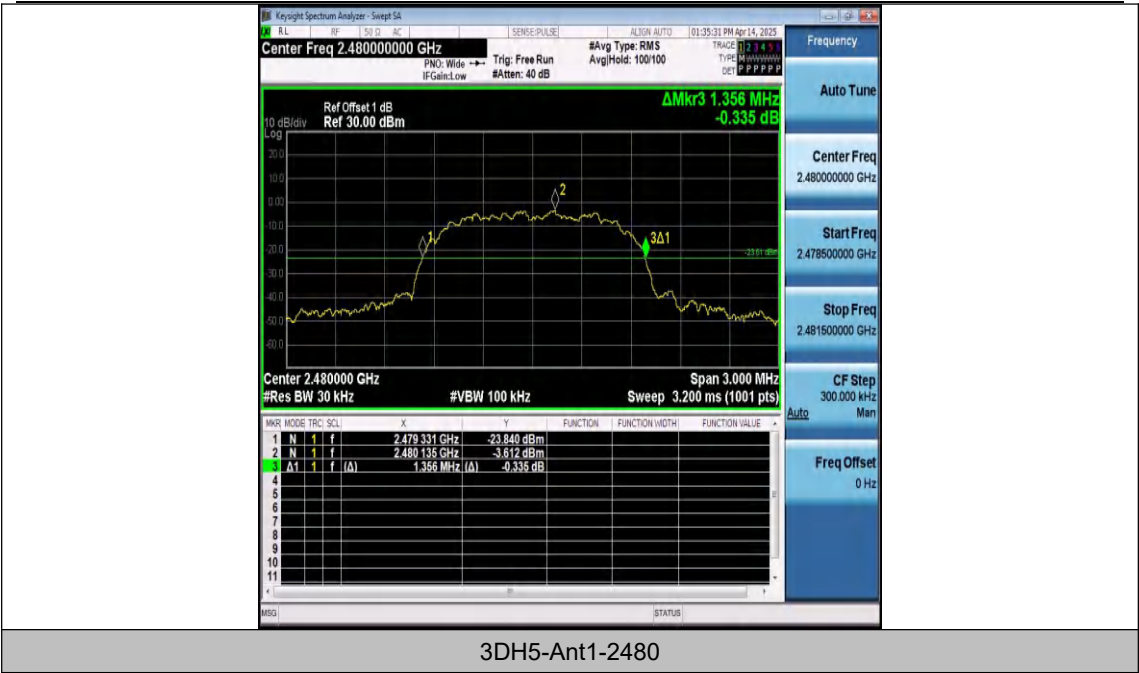 Keysight Spectrum Analyzer - Swept SA
RL RF 50 Ω AC SENSE:PULSE ALIGN AUTO 01:35:31 PM Apr 14, 2025
Center Freq 2.480000000 GHz
PNO: Wide
IFGain:Low
Trig: Free Run
#Atten: 40 dB
#Avg Type: RMS
Avg|Hold: 100/100
TRACE 1 2 3 4 5 6
TYPE M W W W W W
DET P P P P P P
Frequency
Auto Tune
Center Freq
2.480000000 GHz
Start Freq
2.478500000 GHz
Stop Freq
2.481500000 GHz
CF Step
300.000 kHz
Auto Man
Freq Offset
0 Hz
ΔMkr3 1.356 MHz
-0.335 dB
Ref Offset 1 dB
10 dB/div Ref 30.00 dBm
Log
20.0
10.0
0.00
-10.0
-20.0
-30.0
-40.0
-50.0
-60.0
1
2
3Δ1
-23.61 dBm
Center 2.480000 GHz Span 3.000 MHz
#Res BW 30 kHz #VBW 100 kHz Sweep 3.200 ms (1001 pts)
MKR MODE TRC SCL X Y FUNCTION FUNCTION WIDTH FUNCTION VALUE
1 N 1 f 2.479 331 GHz -23.840 dBm
2 N 1 f 2.480 135 GHz -3.612 dBm
3 Δ1 1 f (Δ) 1.356 MHz (Δ) -0.335 dB
4
5
6
7
8
9
10
11
MSG STATUS
3DH5-Ant1-2480